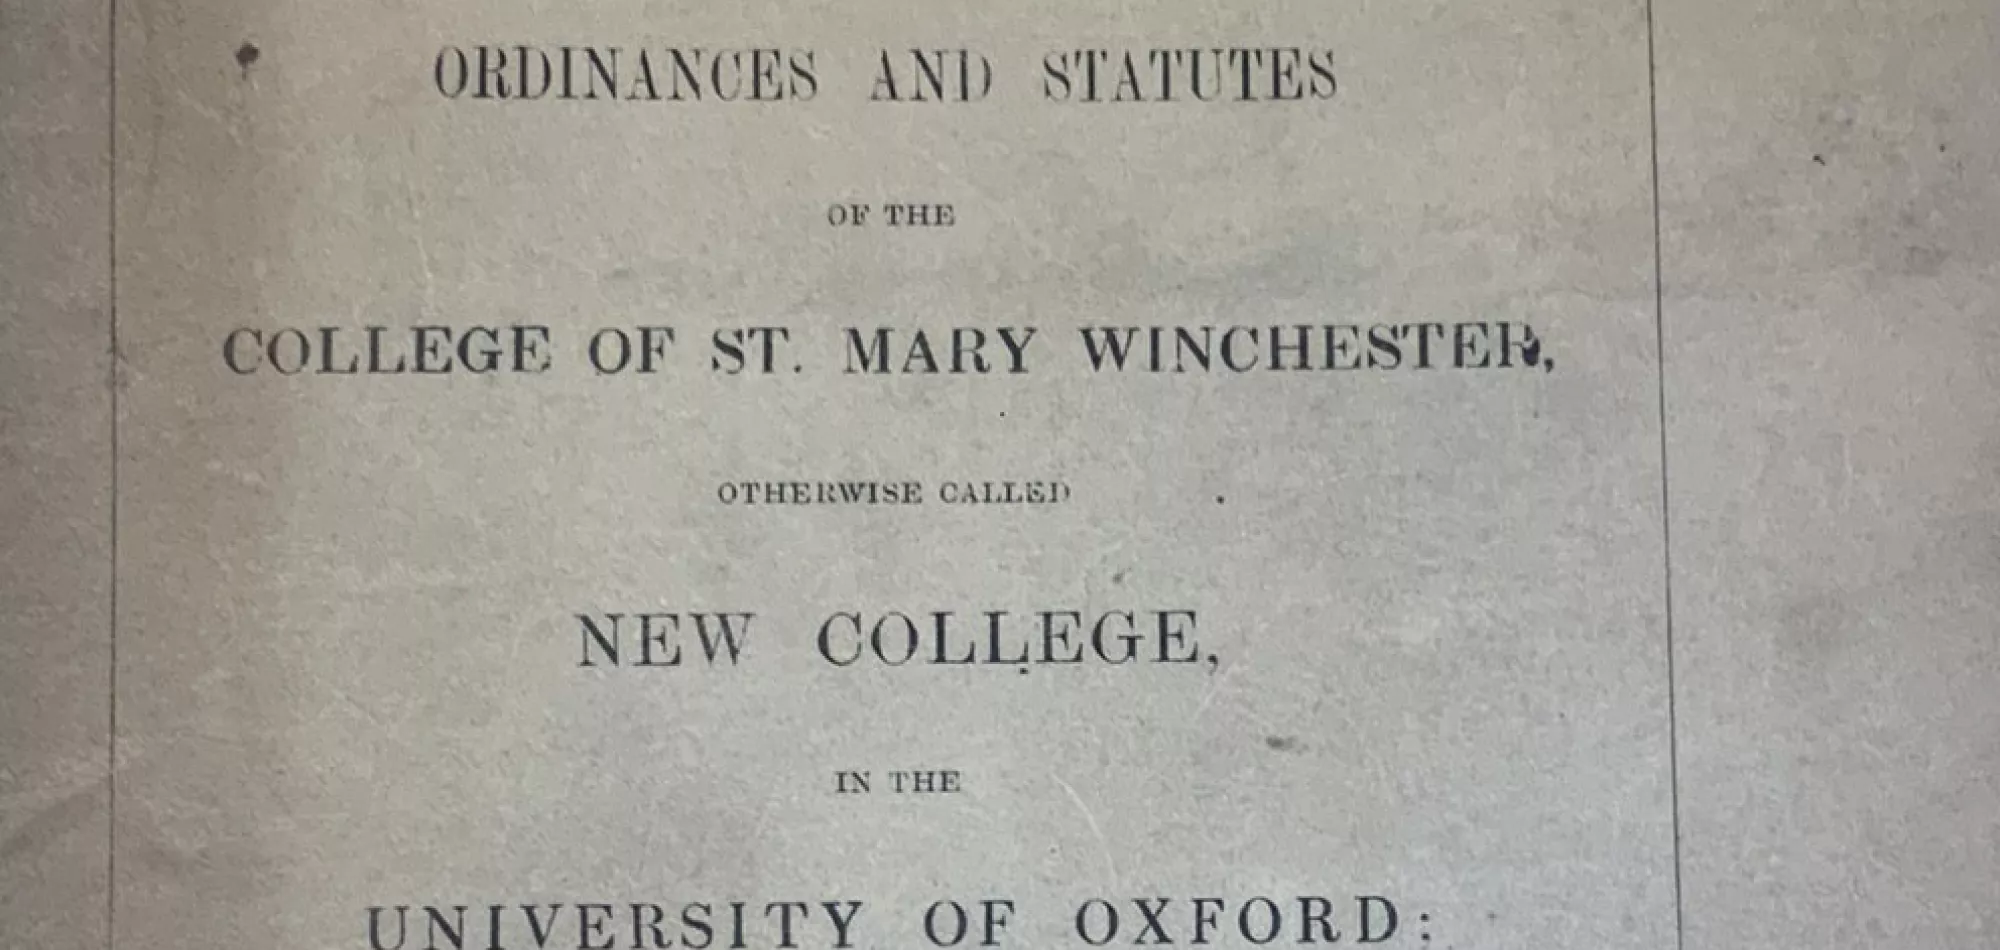 ORDINANCES AND STATUTES
OF THE
COLLEGE OF ST. MARY WINCHESTER,
OTHERWISE CALLED
NEW COLLEGE,
IN THE
UNIVERSITY OF OXFORD: